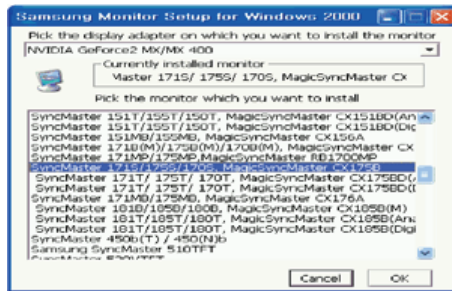 Samsung Monitor Setup for Windows 2000
Pick the display adapter on which you want to install the monitor
NVIDIA GeForce2 MX/MX 400
Currently installed monitor
Master 171S/ 175S/ 170S, MagicSyncMaster CX
Pick the monitor which you want to install
SyncMaster 151T/155T/150T, MagicSyncMaster CX151BD(An
SyncMaster 151T/155T/150T, MagicSyncMaster CX151BD(Dig
SyncMaster 151MB/155MB, MagicSyncMaster CX156A
SyncMaster 171B(M)/175B(M)/170B(M), MagicSyncMaster CX
SyncMaster 171MP/175MP,MagicSyncMaster RB1700MP
SyncMaster 171S/175S/170S, MagicSyncMaster CX175B
SyncMaster 171T/ 175T/ 170T, MagicSyncMaster CX175BD(A
SyncMaster 171T/ 175T/ 170T, MagicSyncMaster CX175BD(D
SyncMaster 171MB/175MB, MagicSyncMaster CX176A
SyncMaster 181B/185B/180B, MagicSyncMaster CX185B(M)
SyncMaster 181T/185T/180T, MagicSyncMaster CX185B(Ana
SyncMaster 181T/185T/180T, MagicSyncMaster CX185B(Digi
SyncMaster 450b(T) / 450(N)b
Samsung SyncMaster 510TFT
Cancel OK